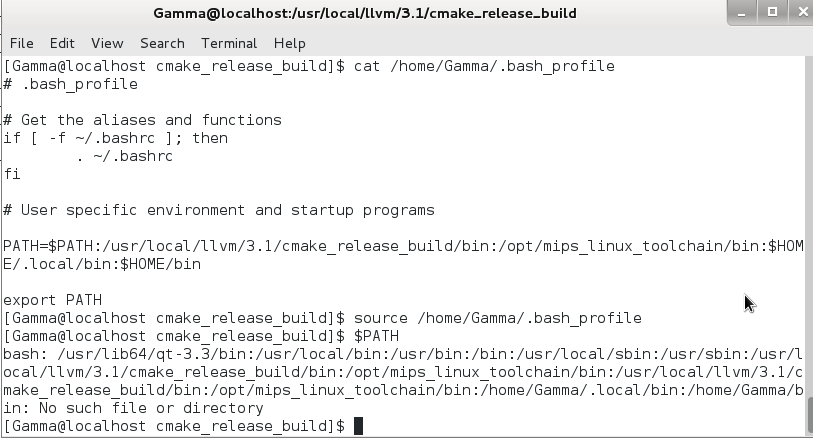 Gamma@localhost:/usr/local/llvm/3.1/cmake_release_build
File Edit View Search Terminal Help
[Gamma@localhost cmake_release_build]$ cat /home/Gamma/.bash_profile
# .bash_profile
# Get the aliases and functions
if [ -f ~/.bashrc ]; then
        . ~/.bashrc
fi
# User specific environment and startup programs
PATH=$PATH:/usr/local/llvm/3.1/cmake_release_build/bin:/opt/mips_linux_toolchain/bin:$HOM
E/.local/bin:$HOME/bin
export PATH
[Gamma@localhost cmake_release_build]$ source /home/Gamma/.bash_profile
[Gamma@localhost cmake_release_build]$ $PATH
bash: /usr/lib64/qt-3.3/bin:/usr/local/bin:/usr/bin:/bin:/usr/local/sbin:/usr/sbin:/usr/l
ocal/llvm/3.1/cmake_release_build/bin:/opt/mips_linux_toolchain/bin:/usr/local/llvm/3.1/c
make_release_build/bin:/opt/mips_linux_toolchain/bin:/home/Gamma/.local/bin:/home/Gamma/b
in: No such file or directory
[Gamma@localhost cmake_release_build]$